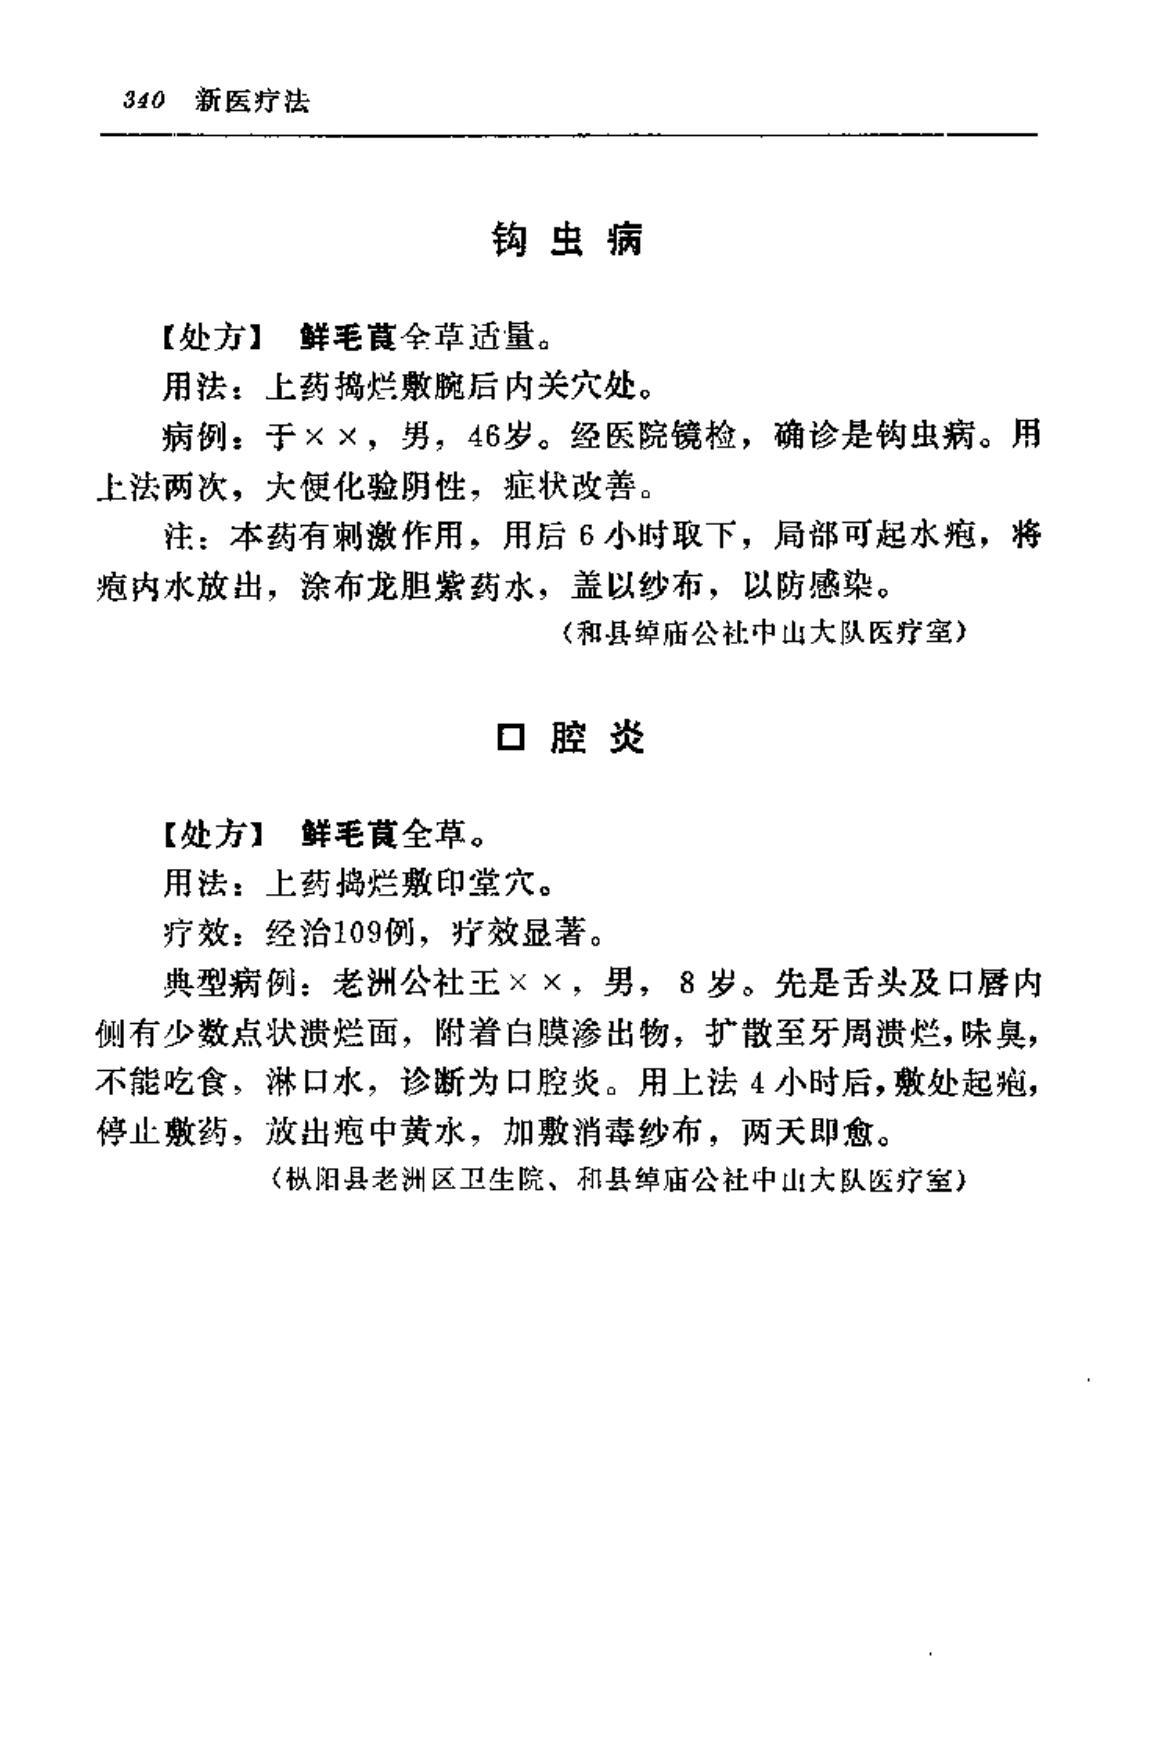 340 新医疗法
钩虫病
【处方】 鲜毛茛全草适量。
用法：上药捣烂敷腕后内关穴处。
病例：于××，男，46岁。经医院镜检，确诊是钩虫病。用
上法两次，大便化验阴性，症状改善。
注：本药有刺激作用，用后6小时取下，局部可起水疱，将
疱内水放出，涂布龙胆紫药水，盖以纱布，以防感染。
（和县绰庙公社中山大队医疗室）
口腔炎
【处方】 鲜毛茛全草。
用法：上药捣烂敷印堂穴。
疗效：经治109例，疗效显著。
典型病例：老洲公社王××，男，8岁。先是舌头及口唇内
侧有少数点状溃烂面，附着白膜渗出物，扩散至牙周溃烂，味臭，
不能吃食、淋口水，诊断为口腔炎。用上法4小时后，敷处起疱，
停止敷药，放出疱中黄水，加敷消毒纱布，两天即愈。
（枞阳县老洲区卫生院、和县绰庙公社中山大队医疗室）